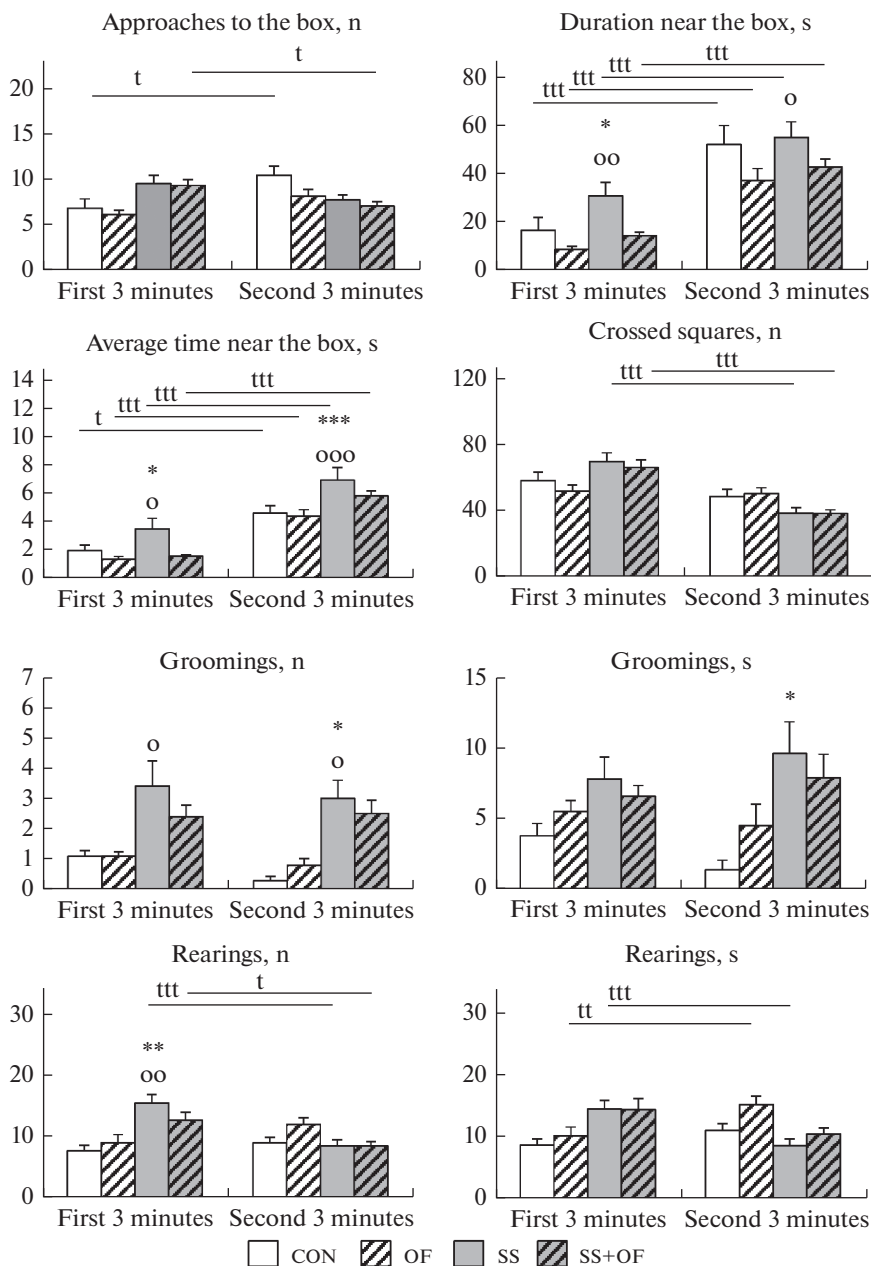 Approaches to the box, n
t
t
20
15
10
5
0
First 3 minutes Second 3 minutes
Duration near the box, s
80
ttt
ttt
ttt
ttt
60
*
oo
o
40
20
0
First 3 minutes Second 3 minutes
Average time near the box, s
14
12
10
8
6
4
2
0
ttt
ttt
ttt
t
*
o
***
ooo
First 3 minutes Second 3 minutes
Crossed squares, n
120
ttt
ttt
80
40
0
First 3 minutes Second 3 minutes
Groomings, n
7
6
5
4
3
2
1
0
o
*
o
First 3 minutes Second 3 minutes
Groomings, s
15
10
5
0
*
First 3 minutes Second 3 minutes
Rearings, n
ttt
t
30
20
10
0
**
oo
First 3 minutes Second 3 minutes
Rearings, s
ttt
tt
30
20
10
0
First 3 minutes Second 3 minutes
CON OF SS SS+OF